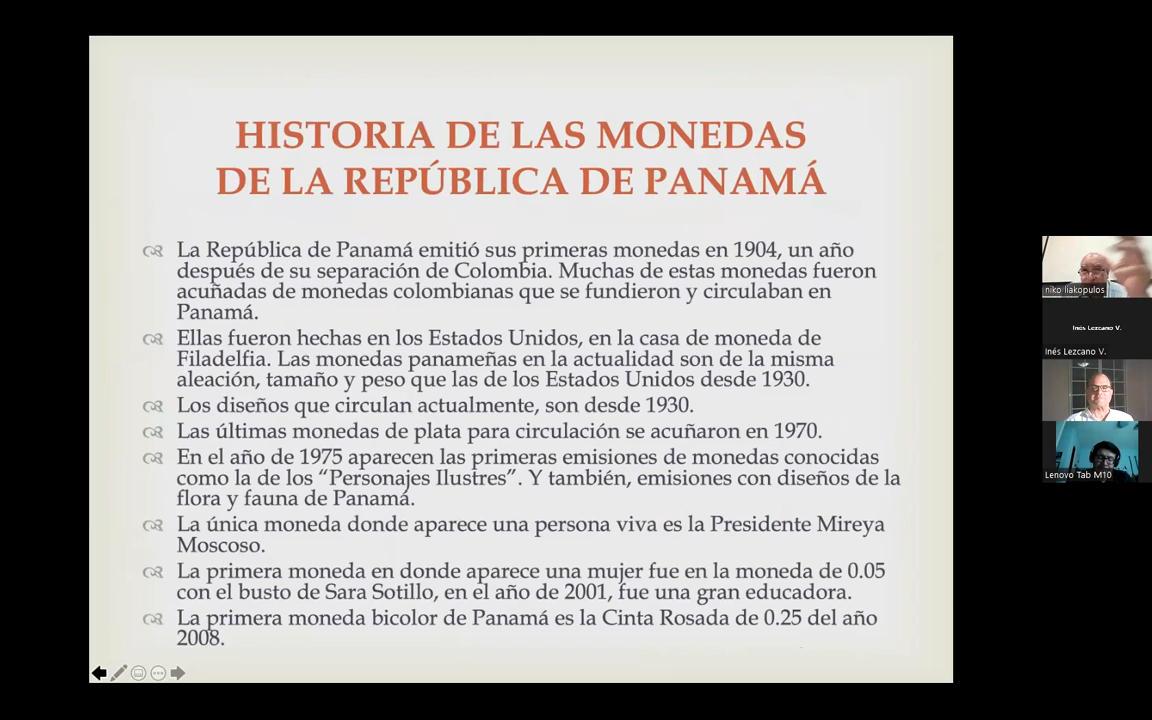 HISTORIA DE LAS MONEDAS
DE LA REPÚBLICA DE PANAMÁ
La República de Panamá emitió sus primeras monedas en 1904, un año
después de su separación de Colombia. Muchas de estas monedas fueron
acuñadas de monedas colombianas que se fundieron y circulaban en
Panamá.
Ellas fueron hechas en los Estados Unidos, en la casa de moneda de
Filadelfia. Las monedas panameñas en la actualidad son de la misma
aleación, tamaño y peso que las de los Estados Unidos desde 1930.
Los diseños que circulan actualmente, son desde 1930.
Las últimas monedas de plata para circulación se acuñaron en 1970.
En el año de 1975 aparecen las primeras emisiones de monedas conocidas
como la de los “Personajes Ilustres”. Y también, emisiones con diseños de la
flora y fauna de Panamá.
La única moneda donde aparece una persona viva es la Presidente Mireya
Moscoso.
La primera moneda en donde aparece una mujer fue en la moneda de 0.05
con el busto de Sara Sotillo, en el año de 2001, fue una gran educadora.
La primera moneda bicolor de Panamá es la Cinta Rosada de 0.25 del año
2008.
niko liakopulos
Inés Lezcano V.
Inés Lezcano V.
Lenovo Tab M10